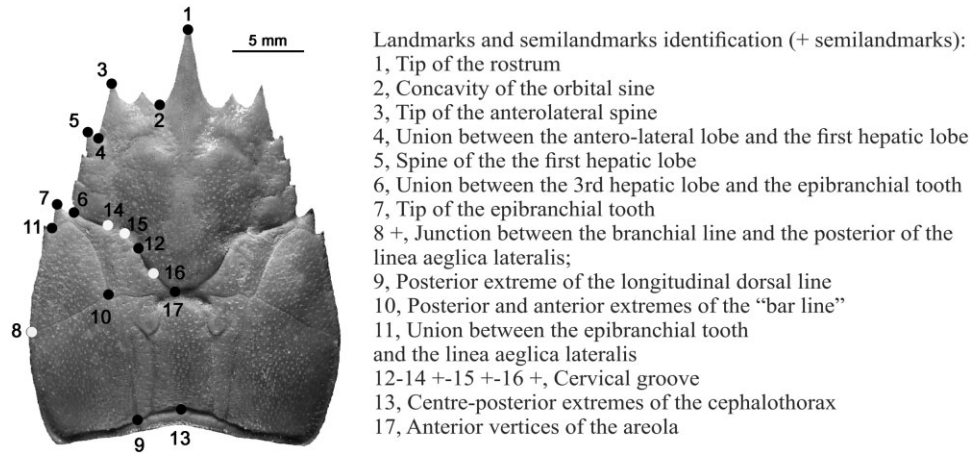 1
5 mm
3
2
5
4
7
6
14
15
11
12
16
10
17
8
9
13
Landmarks and semilandmarks identification (+ semilandmarks):
1, Tip of the rostrum
2, Concavity of the orbital sine
3, Tip of the anterolateral spine
4, Union between the antero-lateral lobe and the first hepatic lobe
5, Spine of the the first hepatic lobe
6, Union between the 3rd hepatic lobe and the epibranchial tooth
7, Tip of the epibranchial tooth
8 +, Junction between the branchial line and the posterior of the
linea aeglica lateralis;
9, Posterior extreme of the longitudinal dorsal line
10, Posterior and anterior extremes of the “bar line”
11, Union between the epibranchial tooth
and the linea aeglica lateralis
12-14 +-15 +-16 +, Cervical groove
13, Centre-posterior extremes of the cephalothorax
17, Anterior vertices of the areola